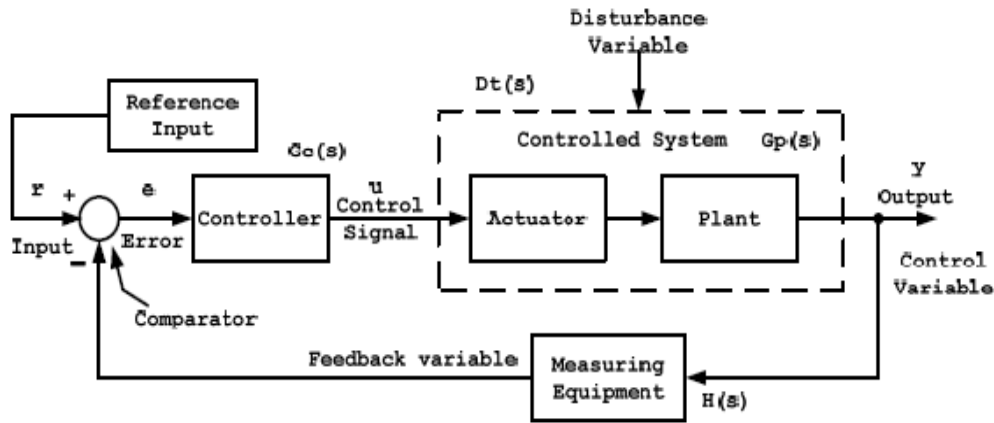 Disturbance
Variable
Dt(s)
Reference
Input
Controlled System Gp(s)
Gc(s)
r + e
Controller
u
Control
Signal
Actuator
Plant
y
Output
Input
Error
-
Control
Variable
Comparator
Feedback variable
Measuring
Equipment
H(s)